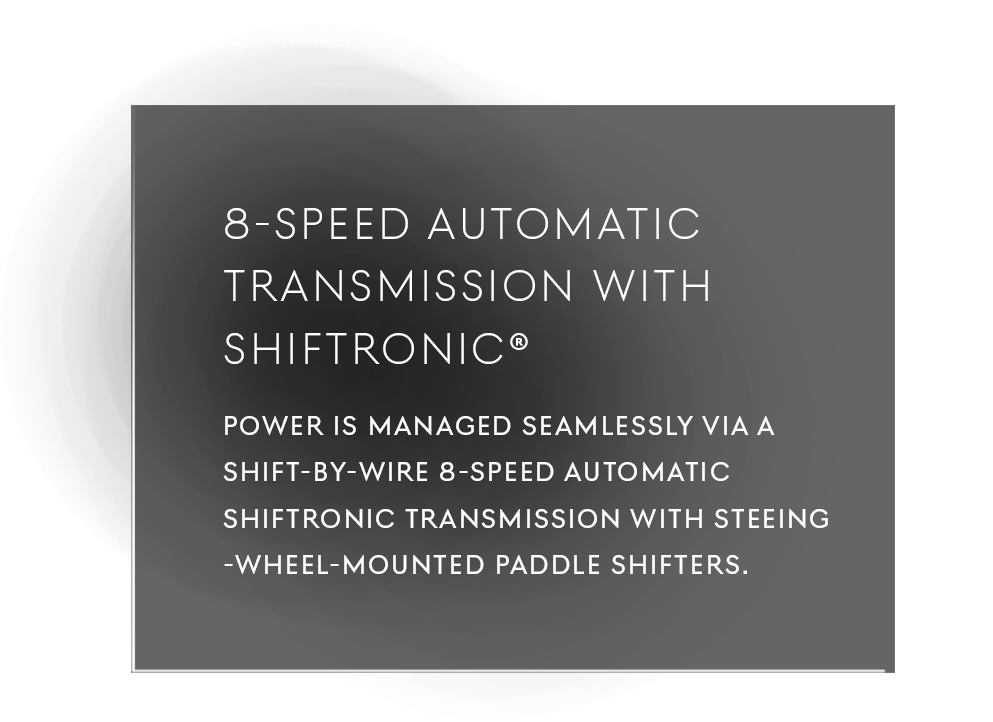 8-SPEED AUTOMATIC
TRANSMISSION WITH
SHIFTRONIC®
POWER IS MANAGED SEAMLESSLY VIA A
SHIFT-BY-WIRE 8-SPEED AUTOMATIC
SHIFTRONIC TRANSMISSION WITH STEEING
-WHEEL-MOUNTED PADDLE SHIFTERS.